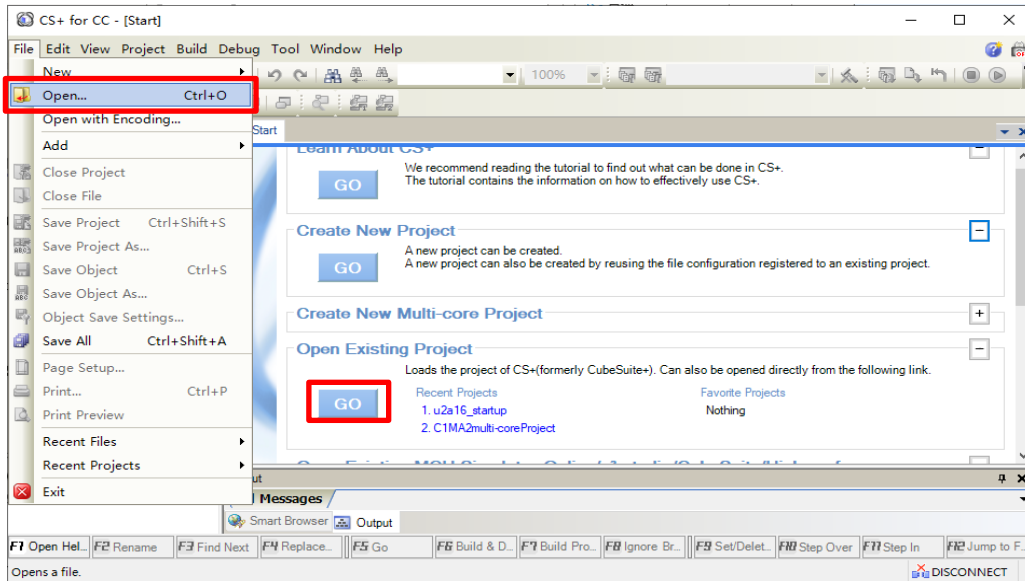 CS+ for CC - [Start]
File Edit View Project Build Debug Tool Window Help
New
100%
Open... Ctrl+O
Open with Encoding...
Start
Add
Learn About CS+
We recommend reading the tutorial to find out what can be done in CS+.
The tutorial contains the information on how to effectively use CS+.
GO
Close Project
Close File
Save Project Ctrl+Shift+S
Save Project As...
Save Object Ctrl+S
Save Object As...
Object Save Settings...
Save All Ctrl+Shift+A
Page Setup...
Print... Ctrl+P
Print Preview
Recent Files
Recent Projects
Exit
Create New Project
A new project can be created.
A new project can also be created by reusing the file configuration registered to an existing project.
GO
Create New Multi-core Project
Open Existing Project
Loads the project of CS+(formerly CubeSuite+). Can also be opened directly from the following link.
GO
Recent Projects Favorite Projects
1. u2a16_startup Nothing
2. C1MA2multi-coreProject
ut
Messages
Smart Browser Output
F1 Open Hel... F2 Rename F3 Find Next F4 Replace... F5 Go F6 Build & D... F7 Build Pro... F8 Ignore Br... F9 Set/Delet... F10 Step Over F11 Step In F12 Jump to F...
Opens a file. DISCONNECT